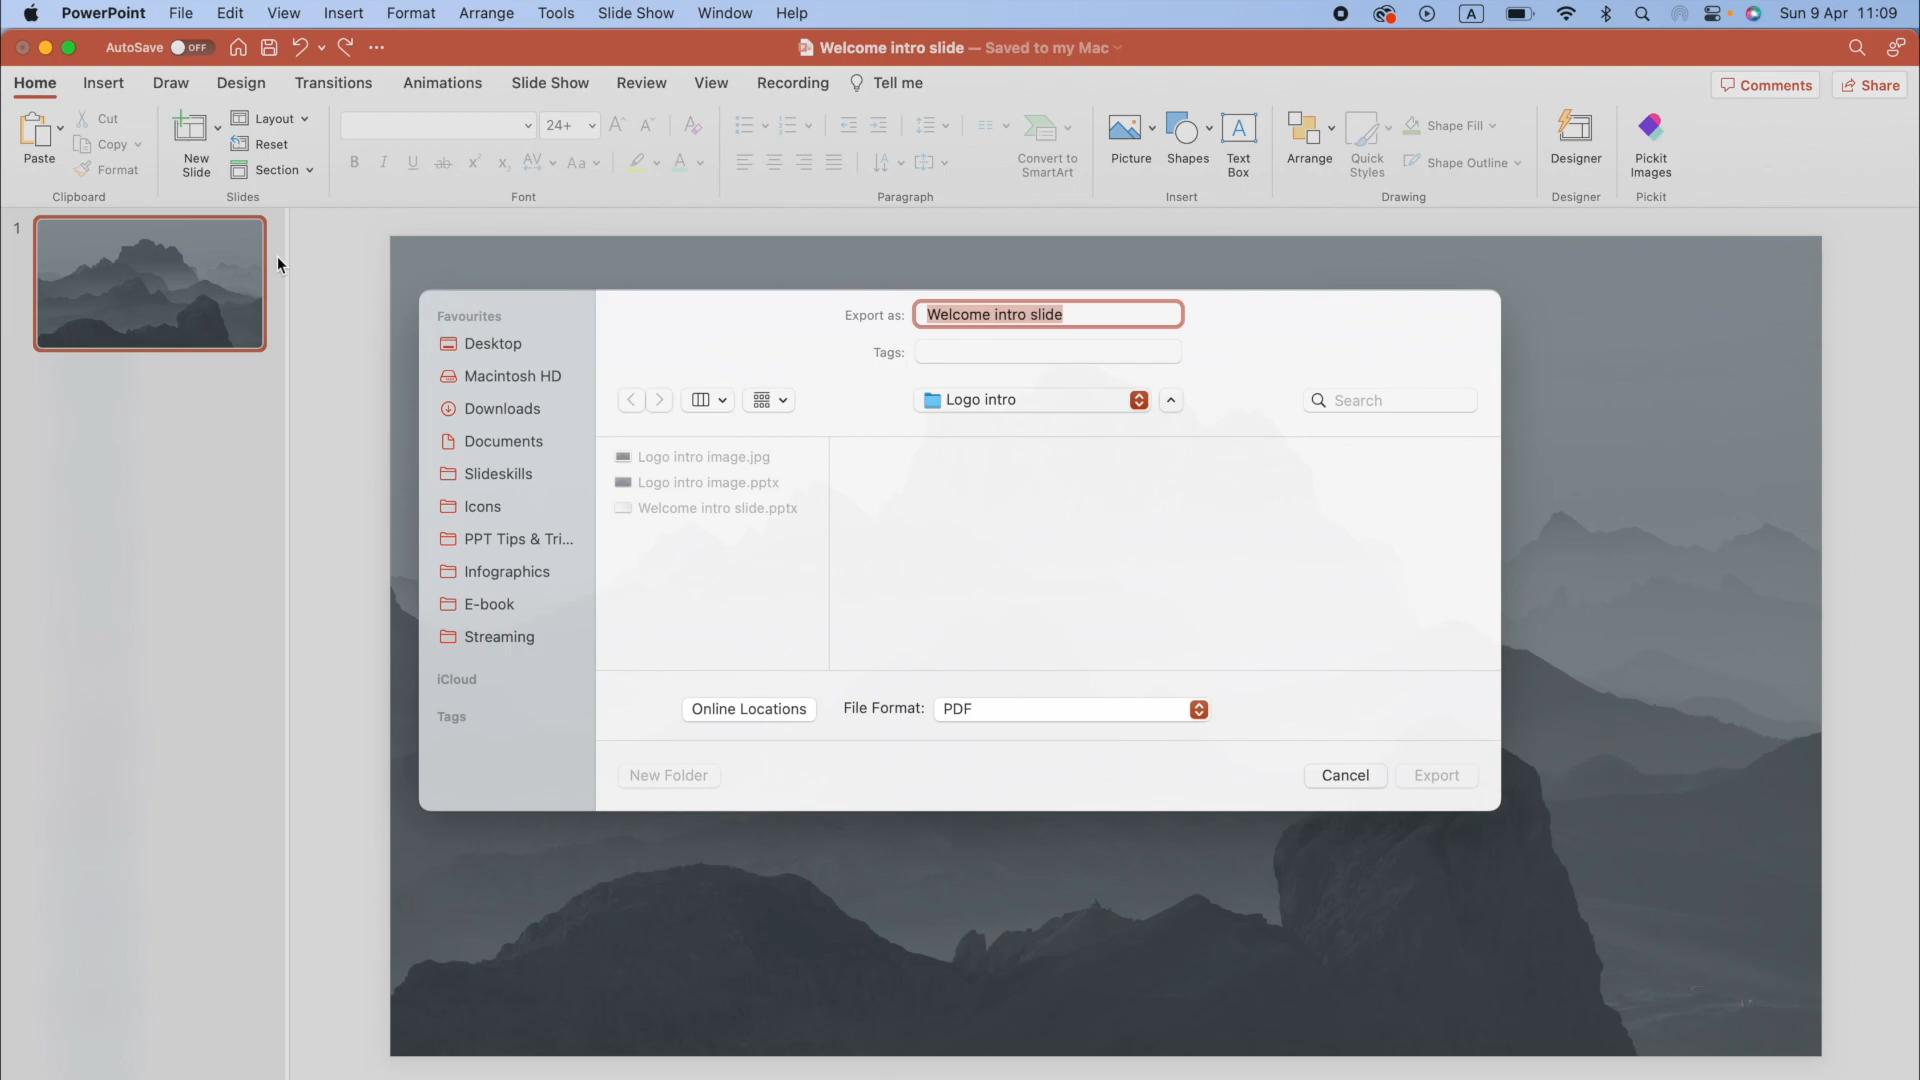 PowerPoint File Edit View Insert Format Arrange Tools Slide Show Window Help A Sun 9 Apr 11:09
AutoSave OFF Welcome intro slide — Saved to my Mac
Home Insert Draw Design Transitions Animations Slide Show Review View Recording Tell me Comments Share
Paste
Cut
Copy
Format
Clipboard
New
Slide
Layout
Reset
Section
Slides
24+
Font
Paragraph
Convert to
SmartArt
Picture
Shapes
Text
Box
Insert
Arrange
Quick
Styles
Shape Fill
Shape Outline
Drawing
Designer
Designer
Pickit
Images
Pickit
1
Favourites
Desktop
Macintosh HD
Downloads
Documents
Slideskills
Icons
PPT Tips & Tri...
Infographics
E-book
Streaming
iCloud
Tags
Export as: Welcome intro slide
Tags:
Logo intro
Search
Logo intro image.jpg
Logo intro image.pptx
Welcome intro slide.pptx
Online Locations File Format: PDF
New Folder Cancel Export